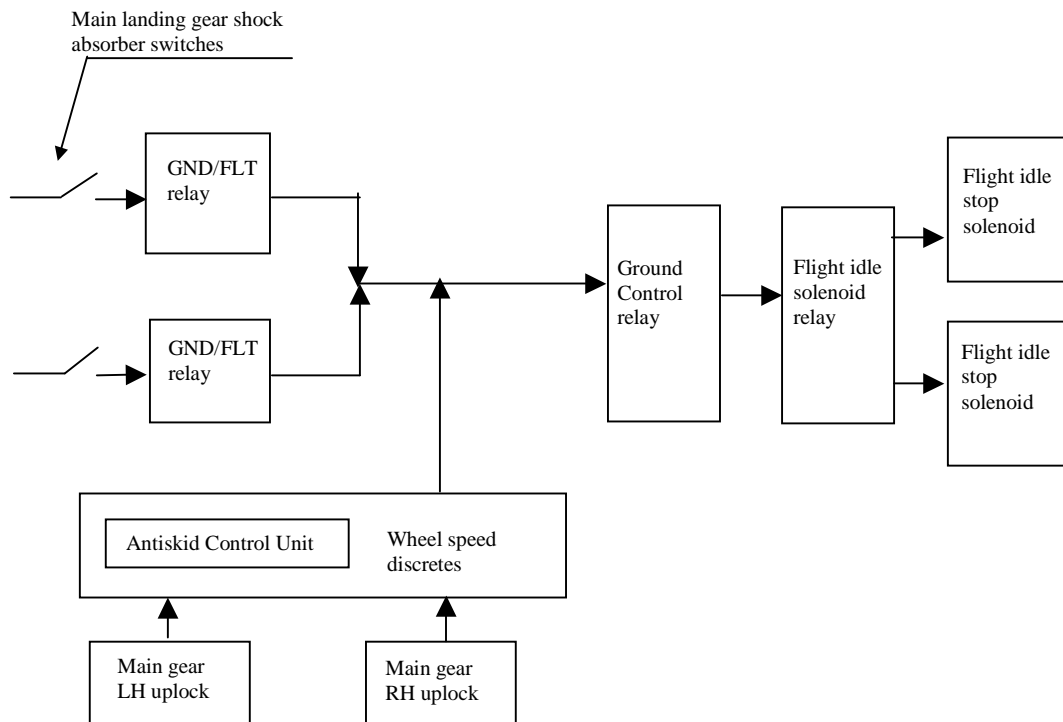 Main landing gear shock
absorber switches
GND/FLT
relay
GND/FLT
relay
Ground
Control
relay
Flight idle
solenoid
relay
Flight idle
stop
solenoid
Flight idle
stop
solenoid
Antiskid Control Unit
Wheel speed
discretes
Main gear
LH uplock
Main gear
RH uplock